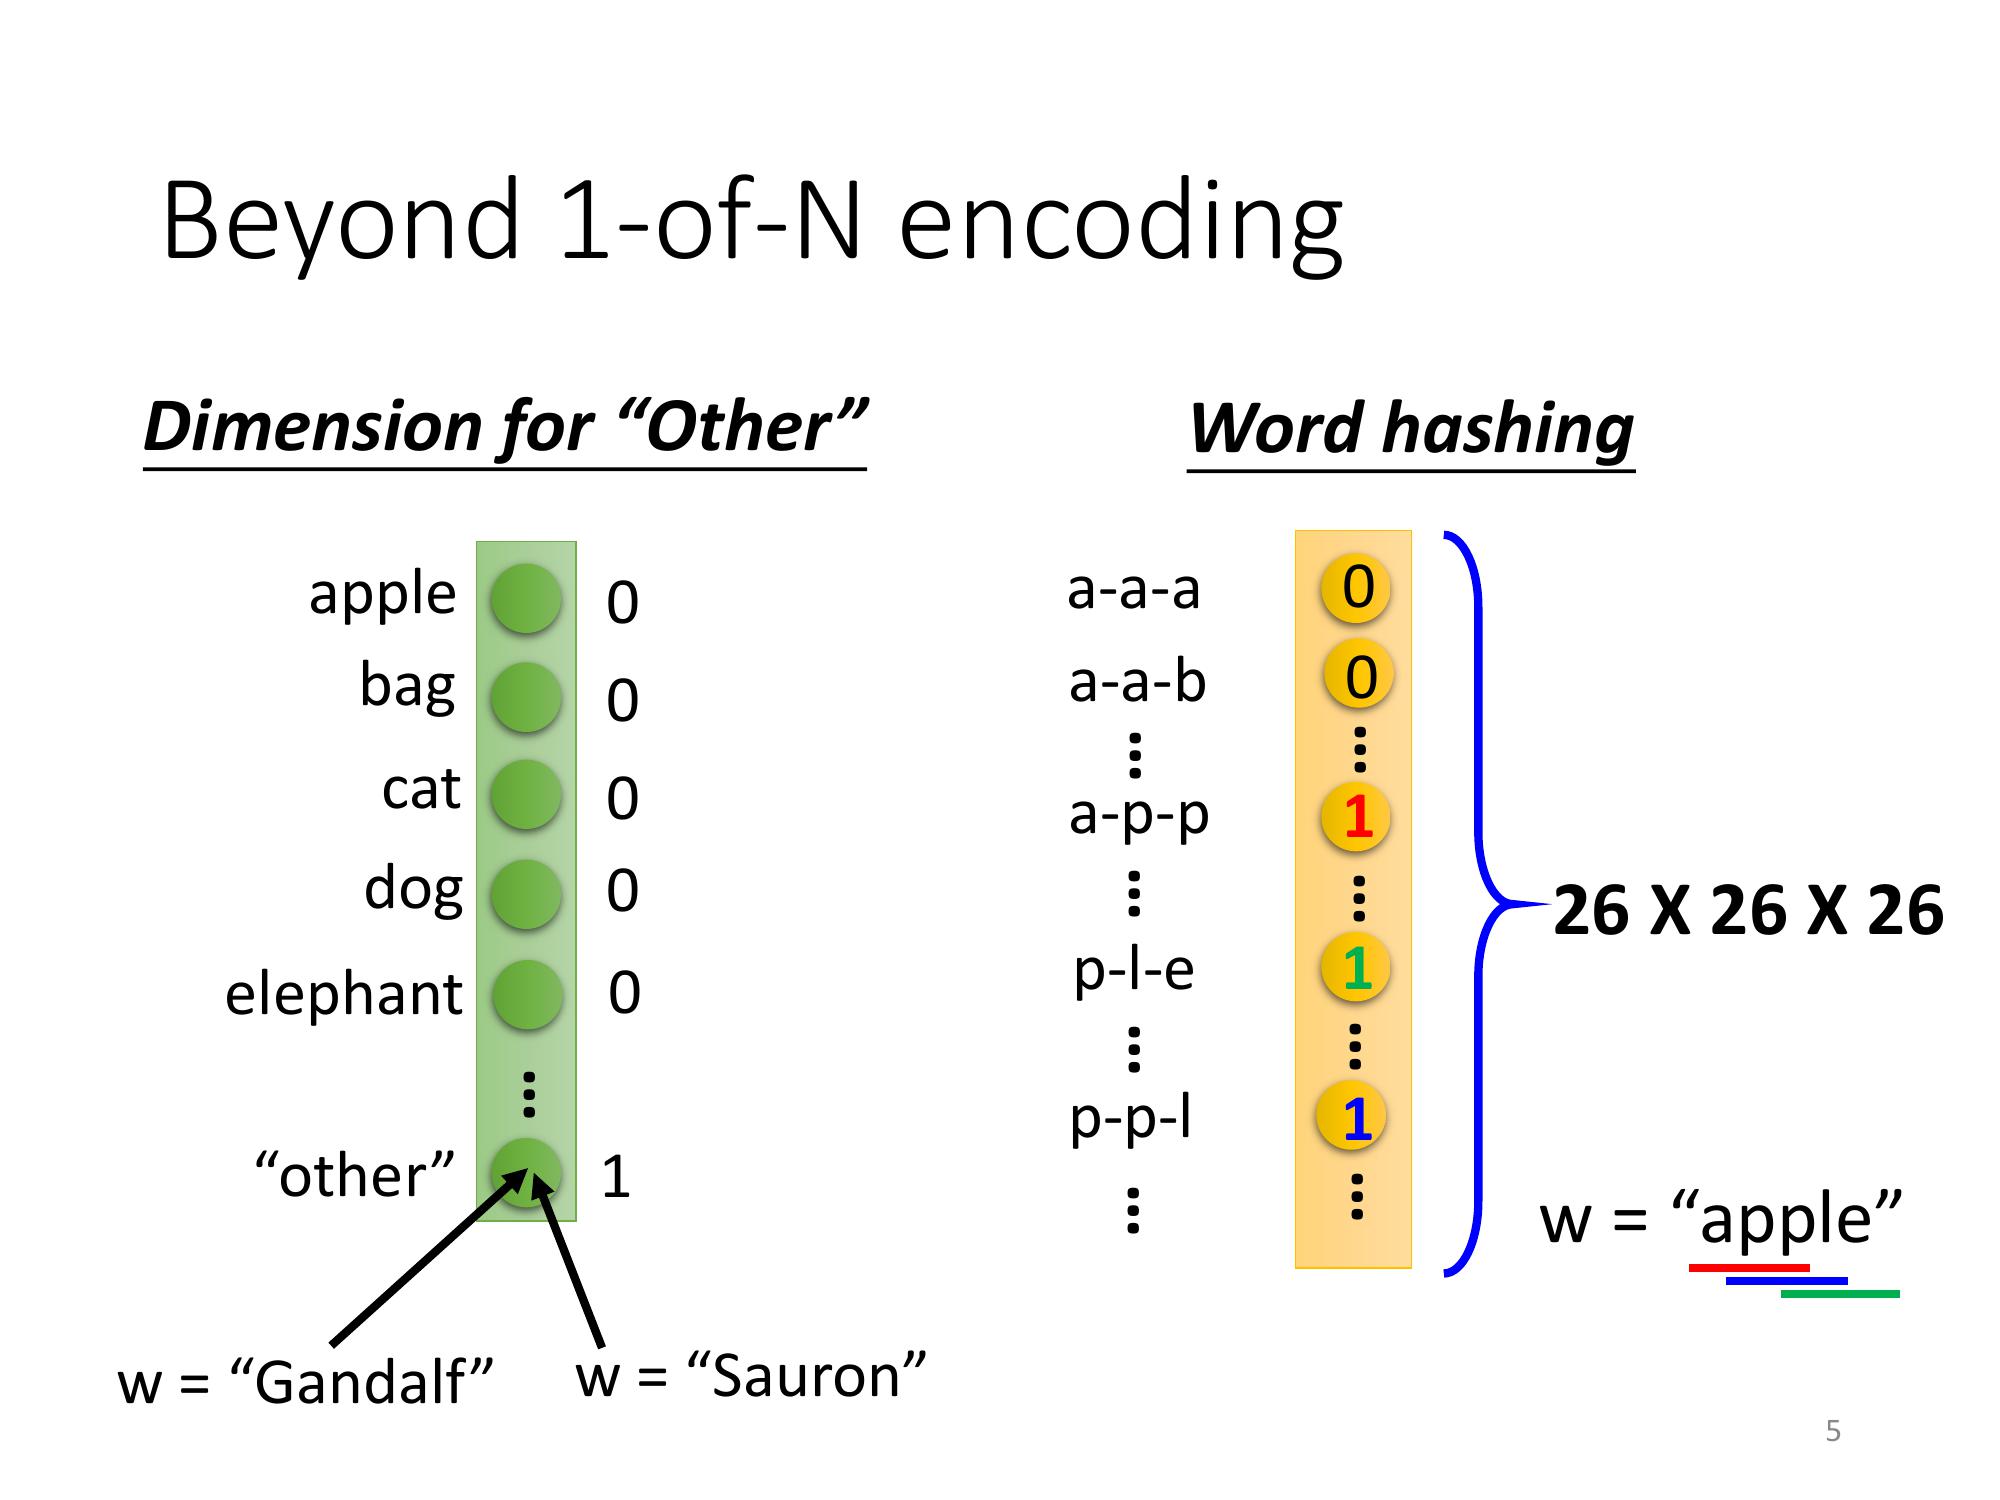 Beyond 1-of-N encoding
Dimension for “Other”
apple 0
bag 0
cat 0
dog 0
elephant 0
⋮
“other” 1
w = “Gandalf” w = “Sauron”
Word hashing
a-a-a 0
a-a-b 0
⋮ ⋮
a-p-p 1
⋮ ⋮
p-l-e 1
⋮ ⋮
p-p-l 1
⋮ ⋮
26 X 26 X 26
w = “apple”
5